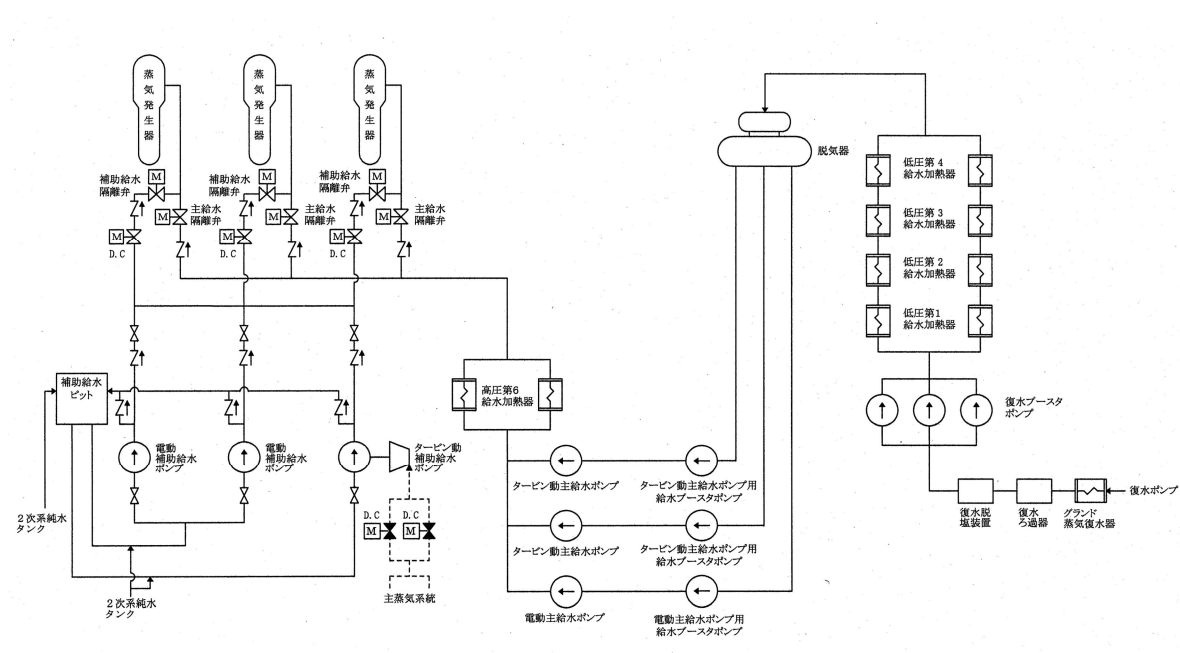 蒸気発生器
蒸気発生器
蒸気発生器
M
補助給水
隔離弁
M
補助給水
隔離弁
M
補助給水
隔離弁
M
主給水
隔離弁
M
主給水
隔離弁
M
主給水
隔離弁
M
D.C
M
D.C
M
D.C
脱気器
低圧第4
給水加熱器
低圧第3
給水加熱器
低圧第2
給水加熱器
低圧第1
給水加熱器
補助給水
ピット
高圧第6
給水加熱器
復水ブースタ
ポンプ
電動
補助給水
ポンプ
電動
補助給水
ポンプ
タービン動
補助給水
ポンプ
タービン動主給水ポンプ
タービン動主給水ポンプ用
給水ブースタポンプ
復水ポンプ
復水脱
塩装置
復水
ろ過器
グランド
蒸気復水器
2次系純水
タンク
D.C
D.C
M
M
タービン動主給水ポンプ
タービン動主給水ポンプ用
給水ブースタポンプ
2次系純水
タンク
主蒸気系統
電動主給水ポンプ
電動主給水ポンプ用
給水ブースタポンプ